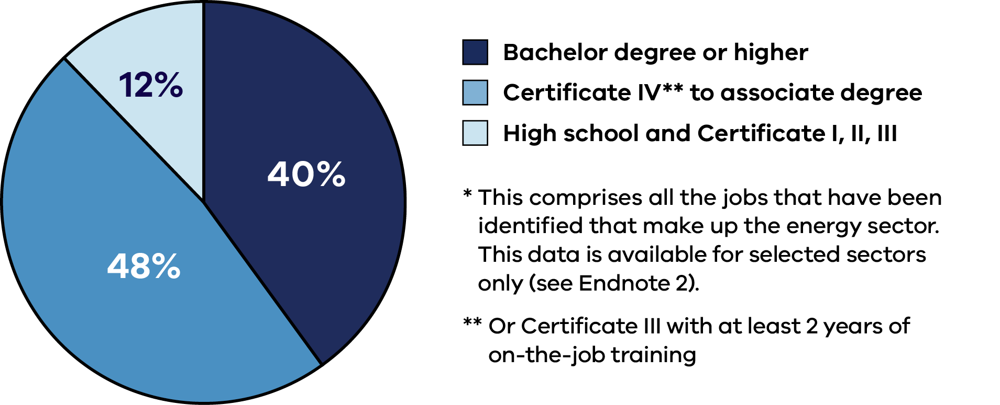 12%
40%
48%
Bachelor degree or higher
Certificate IV** to associate degree
High school and Certificate I, II, III
* This comprises all the jobs that have been
identified that make up the energy sector.
This data is available for selected sectors
only (see Endnote 2).
** Or Certificate III with at least 2 years of
on-the-job training